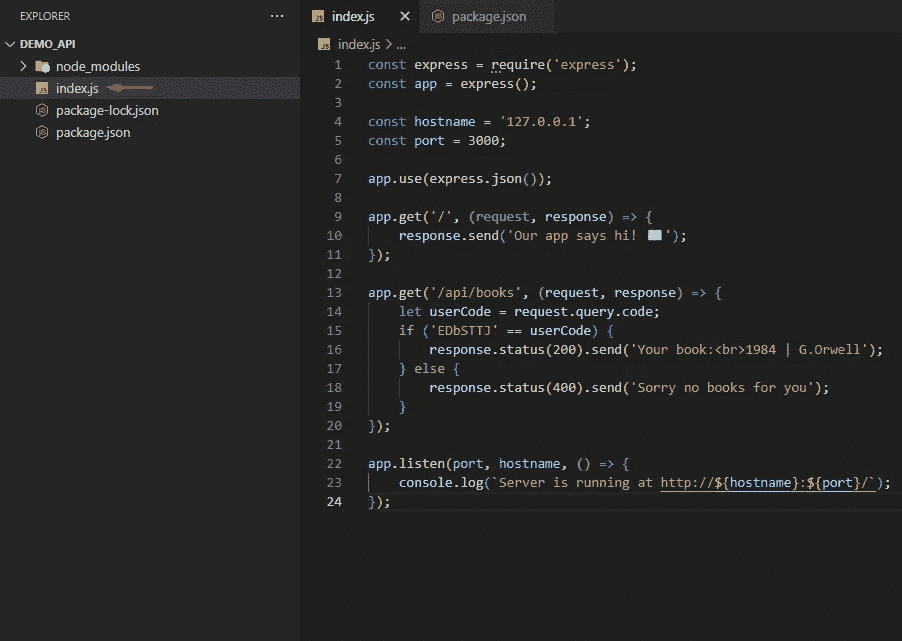 EXPLORER
DEMO_API
node_modules
index.js
package-lock.json
package.json
index.js
package.json
index.js > ...
1 const express = require('express');
2 const app = express();
3
4 const hostname = '127.0.0.1';
5 const port = 3000;
6
7 app.use(express.json());
8
9 app.get('/', (request, response) => {
10     response.send('Our app says hi! 📖');
11 });
12
13 app.get('/api/books', (request, response) => {
14     let userCode = request.query.code;
15     if ('EDbSTTJ' == userCode) {
16         response.status(200).send('Your book:<br>1984 | G.Orwell');
17     } else {
18         response.status(400).send('Sorry no books for you');
19     }
20 });
21
22 app.listen(port, hostname, () => {
23     console.log(`Server is running at http://${hostname}:${port}/`);
24 });